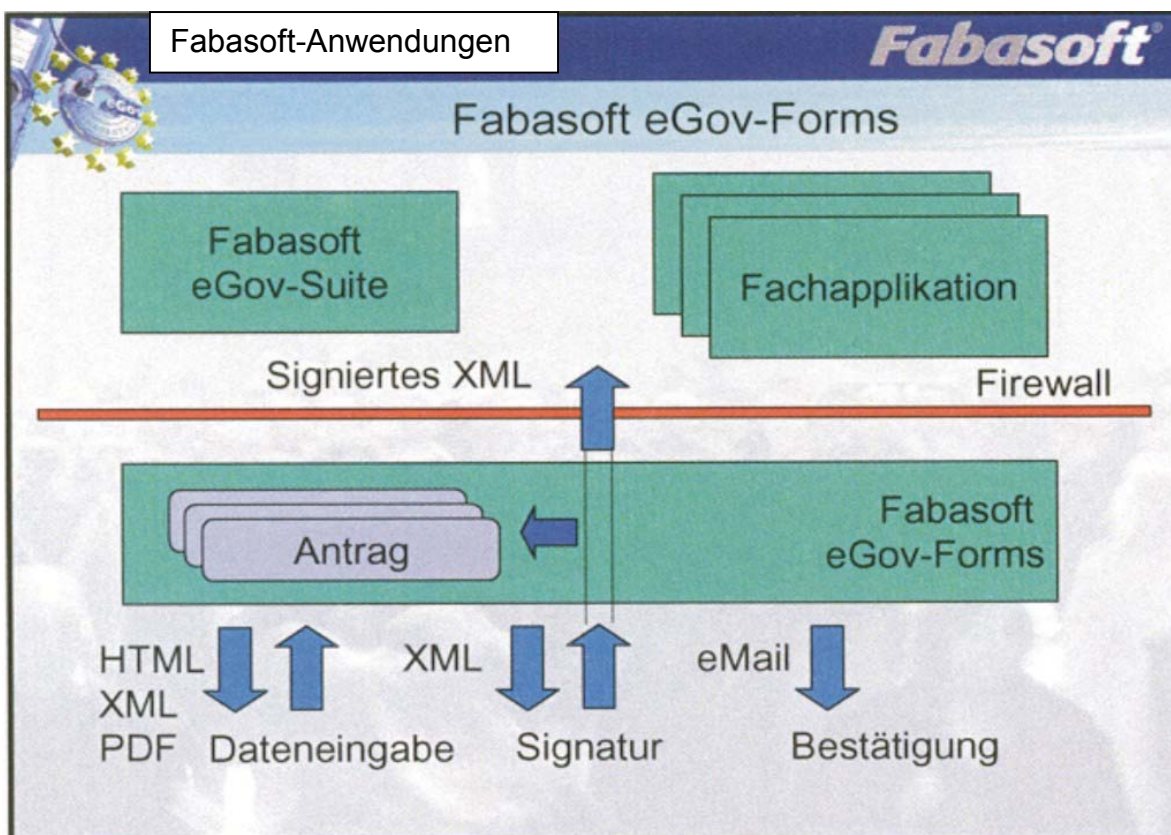 Fabasoft-Anwendungen
Fabasoft
eGov
Fabasoft eGov-Forms
Fabasoft
eGov-Suite
Fachapplikation
Signiertes XML
Firewall
Antrag
Fabasoft
eGov-Forms
HTML
XML
PDF
Dateneingabe
XML
Signatur
eMail
Bestätigung